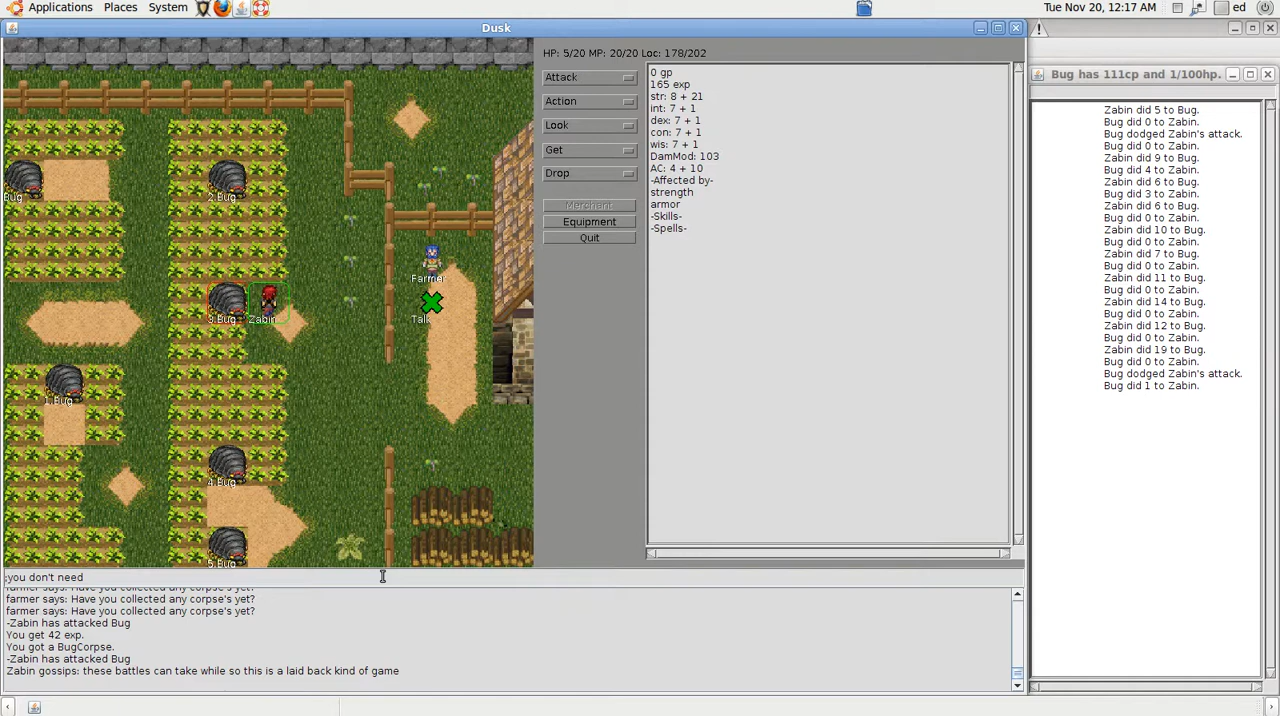 Applications Places System
Tue Nov 20, 12:17 AM
ed
Dusk
HP: 5/20 MP: 20/20 Loc: 178/202
Attack
Action
Look
Get
Drop
Merchant
Equipment
Quit
0 gp
165 exp
str: 8 + 21
int: 7 + 1
dex: 7 + 1
con: 7 + 1
wis: 7 + 1
DamMod: 103
AC: 4 + 10
-Affected by-
strength
armor
-Skills-
-Spells-
Bug
2.Bug
Farmer
3.Bug
Zabin
Talk
1.Bug
4.Bug
5.Bug
;you don't need
farmer says: Have you collected any corpse's yet?
farmer says: Have you collected any corpse's yet?
farmer says: Have you collected any corpse's yet?
-Zabin has attacked Bug
You get 42 exp.
You got a BugCorpse.
-Zabin has attacked Bug
Zabin gossips: these battles can take while so this is a laid back kind of game
Bug has 111cp and 1/100hp.
Zabin did 5 to Bug.
Bug did 0 to Zabin.
Bug dodged Zabin's attack.
Bug did 0 to Zabin.
Zabin did 9 to Bug.
Bug did 4 to Zabin.
Zabin did 6 to Bug.
Bug did 3 to Zabin.
Zabin did 6 to Bug.
Bug did 0 to Zabin.
Zabin did 10 to Bug.
Bug did 0 to Zabin.
Zabin did 7 to Bug.
Bug did 0 to Zabin.
Zabin did 11 to Bug.
Bug did 0 to Zabin.
Zabin did 14 to Bug.
Bug did 0 to Zabin.
Zabin did 12 to Bug.
Bug did 0 to Zabin.
Zabin did 19 to Bug.
Bug did 0 to Zabin.
Bug dodged Zabin's attack.
Bug did 1 to Zabin.